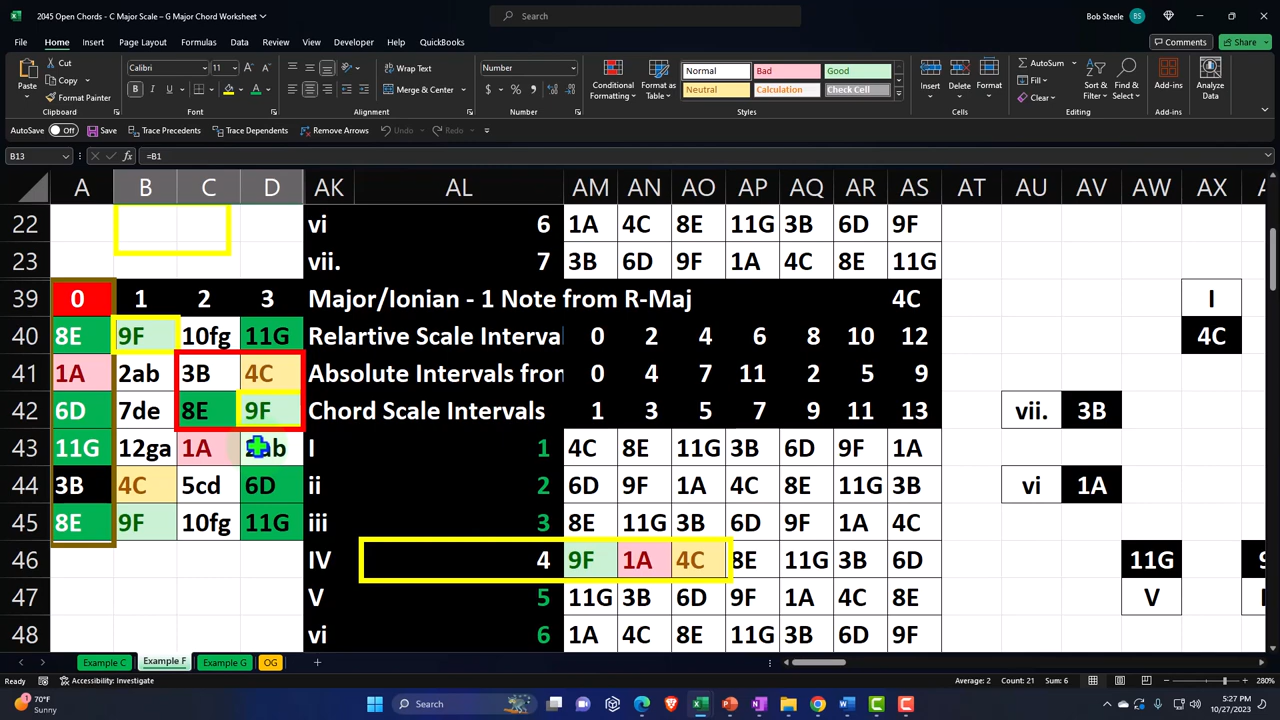 2045 Open Chords - C Major Scale – G Major Chord Worksheet
Search
Bob Steele BS
File Home Insert Page Layout Formulas Data Review View Developer Automate Help QuickBooks
Comments Share
Cut
Copy
Format Painter
Paste
Calibri 11
Wrap Text
Merge & Center
Number
Conditional Formatting
Format as Table
Normal Bad Good
Neutral Calculation Check Cell
Insert Delete Format
AutoSum
Fill
Clear
Sort & Filter
Find & Select
Add-ins
Analyze Data
Clipboard Font Alignment Number Styles Cells Editing Add-ins
AutoSave Off Save Trace Precedents Trace Dependents Remove Arrows Undo Redo
B13 fx =B1
A B C D AK AL AM AN AO AP AQ AR AS AT AU AV AW AX
22 vi 6 1A 4C 8E 11G 3B 6D 9F
23 vii. 7 3B 6D 9F 1A 4C 8E 11G
39 0 1 2 3 Major/Ionian - 1 Note from R-Maj 4C I
40 8E 9F 10fg 11G Relartive Scale Interva 0 2 4 6 8 10 12 4C
41 1A 2ab 3B 4C Absolute Intervals from 0 4 7 11 2 5 9
42 6D 7de 8E 9F Chord Scale Intervals 1 3 5 7 9 11 13 vii. 3B
43 11G 12ga 1A 2ab I 1 4C 8E 11G 3B 6D 9F 1A
44 3B 4C 5cd 6D ii 2 6D 9F 1A 4C 8E 11G 3B vi 1A
45 8E 9F 10fg 11G iii 3 8E 11G 3B 6D 9F 1A 4C
46 IV 4 9F 1A 4C 8E 11G 3B 6D 11G
47 V 5 11G 3B 6D 9F 1A 4C 8E V
48 vi 6 1A 4C 8E 11G 3B 6D 9F
Example C Example F Example G OG
Ready Accessibility: Investigate Average: 2 Count: 21 Sum: 6 280%
70°F
Sunny
Search
5:27 PM
10/27/2023